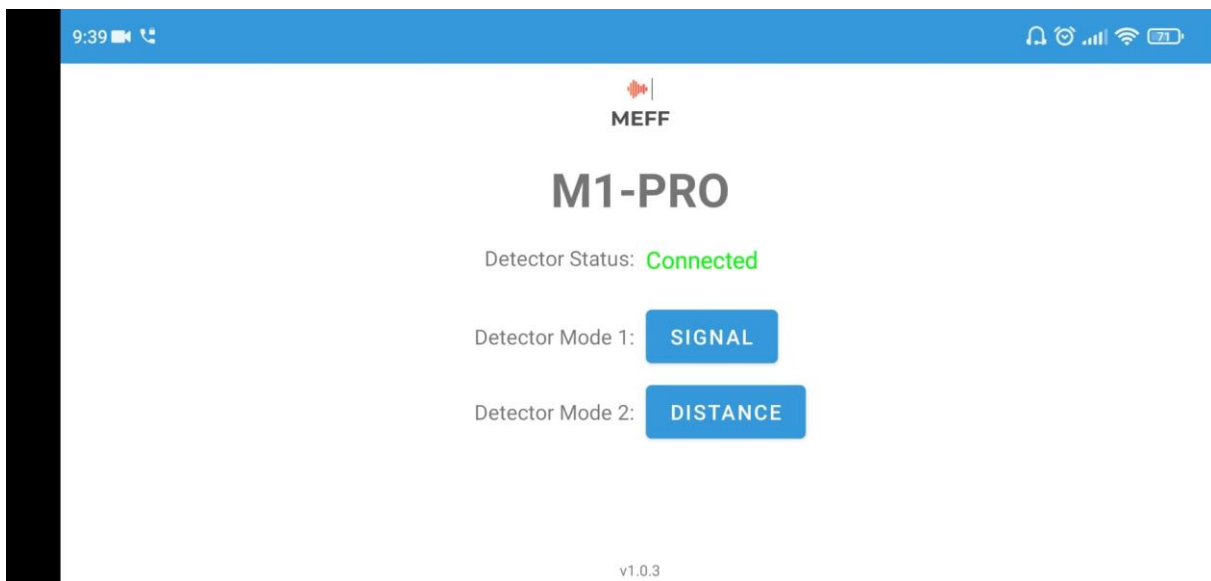 9:39 71
MEFF
M1-PRO
Detector Status: Connected
Detector Mode 1: SIGNAL
Detector Mode 2: DISTANCE
v1.0.3